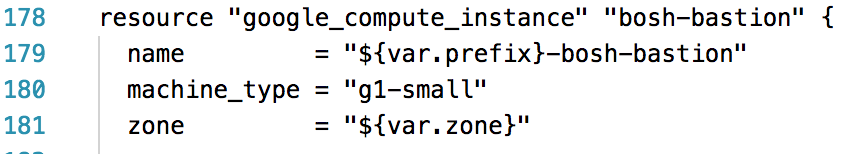 178 resource "google_compute_instance" "bosh-bastion" {
179 name = "${var.prefix}-bosh-bastion"
180 machine_type = "g1-small"
181 zone = "${var.zone}"